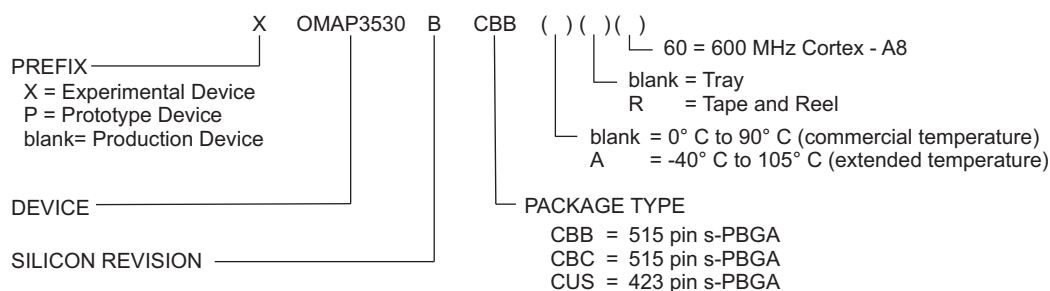 X OMAP3530 B CBB ( ) ( ) ( )
60 = 600 MHz Cortex - A8
PREFIX
blank = Tray
X = Experimental Device
R = Tape and Reel
P = Prototype Device
blank= Production Device
blank = 0° C to 90° C (commercial temperature)
A = -40° C to 105° C (extended temperature)
DEVICE
PACKAGE TYPE
CBB = 515 pin s-PBGA
SILICON REVISION
CBC = 515 pin s-PBGA
CUS = 423 pin s-PBGA